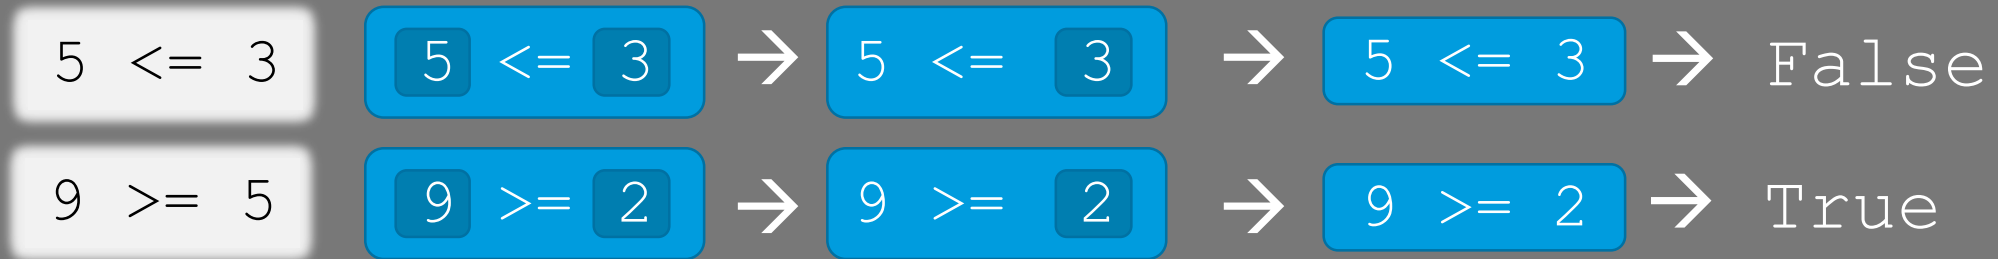 5 <= 3 5 <= 3 → 5 <= 3 → 5 <= 3 → False
9 >= 5 9 >= 2 → 9 >= 2 → 9 >= 2 → True